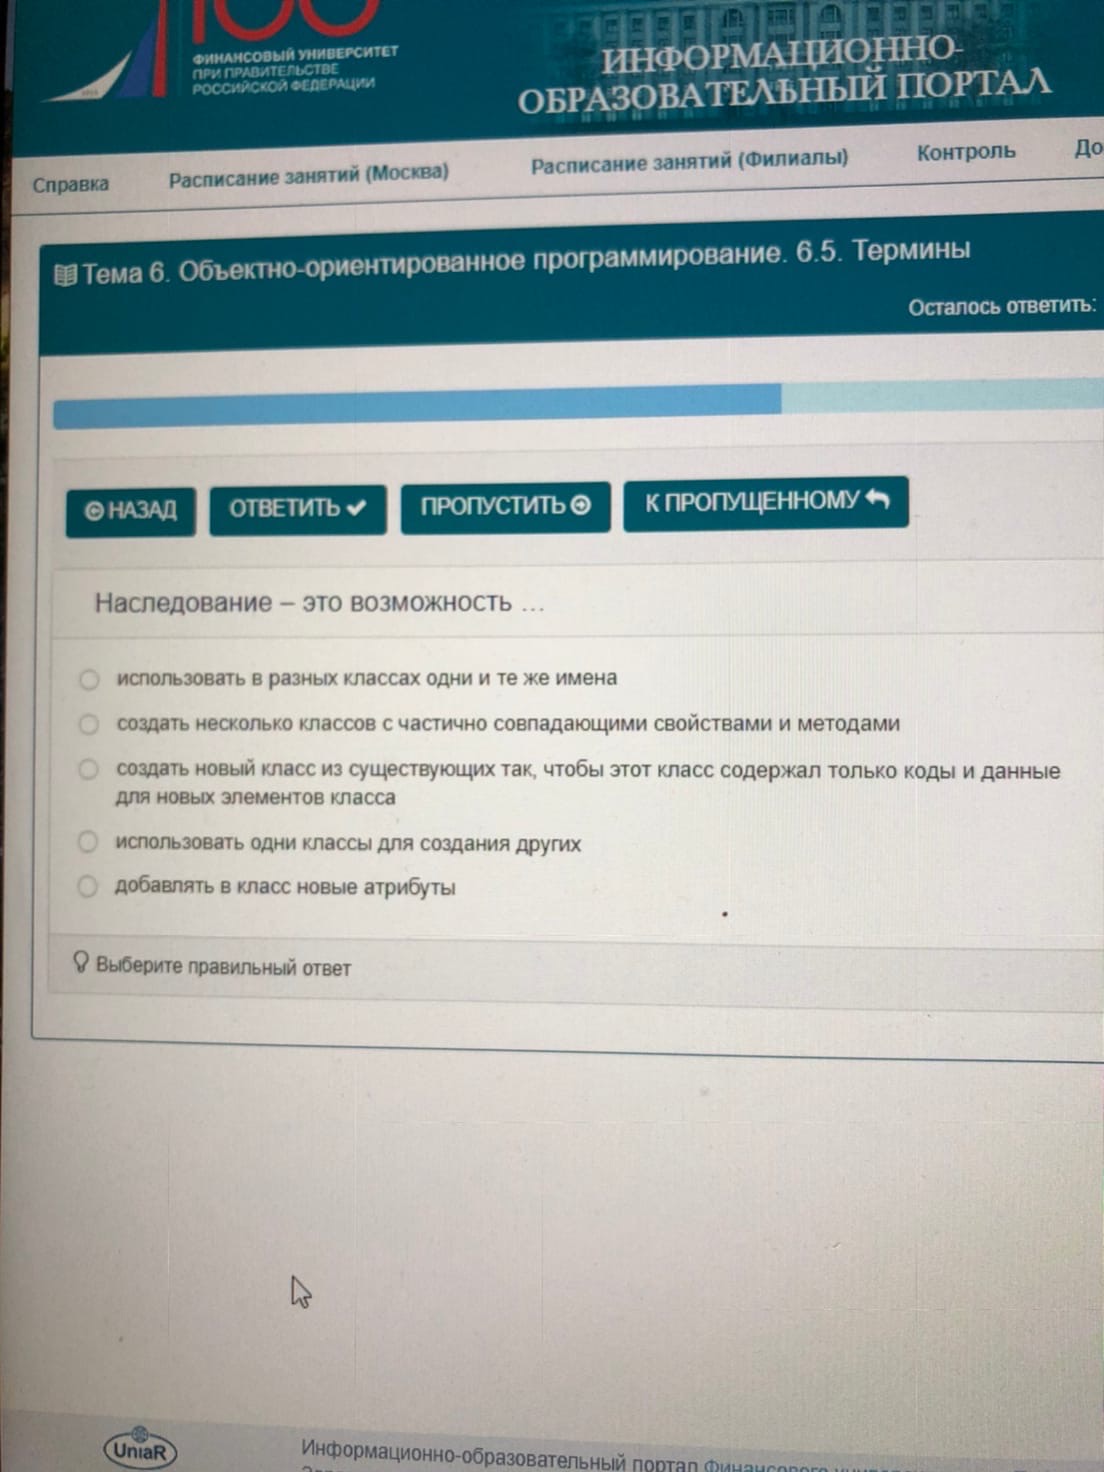 100
ФИНАНСОВЫЙ УНИВЕРСИТЕТ
ПРИ ПРАВИТЕЛЬСТВЕ
РОССИЙСКОЙ ФЕДЕРАЦИИ
ИНФОРМАЦИОННО-
ОБРАЗОВАТЕЛЬНЫЙ ПОРТАЛ
Справка Расписание занятий (Москва) Расписание занятий (Филиалы) Контроль До
Тема 6. Объектно-ориентированное программирование. 6.5. Термины
Осталось ответить:
НАЗАД ОТВЕТИТЬ ПРОПУСТИТЬ К ПРОПУЩЕННОМУ
Наследование – это возможность ...
использовать в разных классах одни и те же имена
создать несколько классов с частично совпадающими свойствами и методами
создать новый класс из существующих так, чтобы этот класс содержал только коды и данные
для новых элементов класса
использовать одни классы для создания других
добавлять в класс новые атрибуты
Выберите правильный ответ
UniaR
Информационно-образовательный портал Финансового